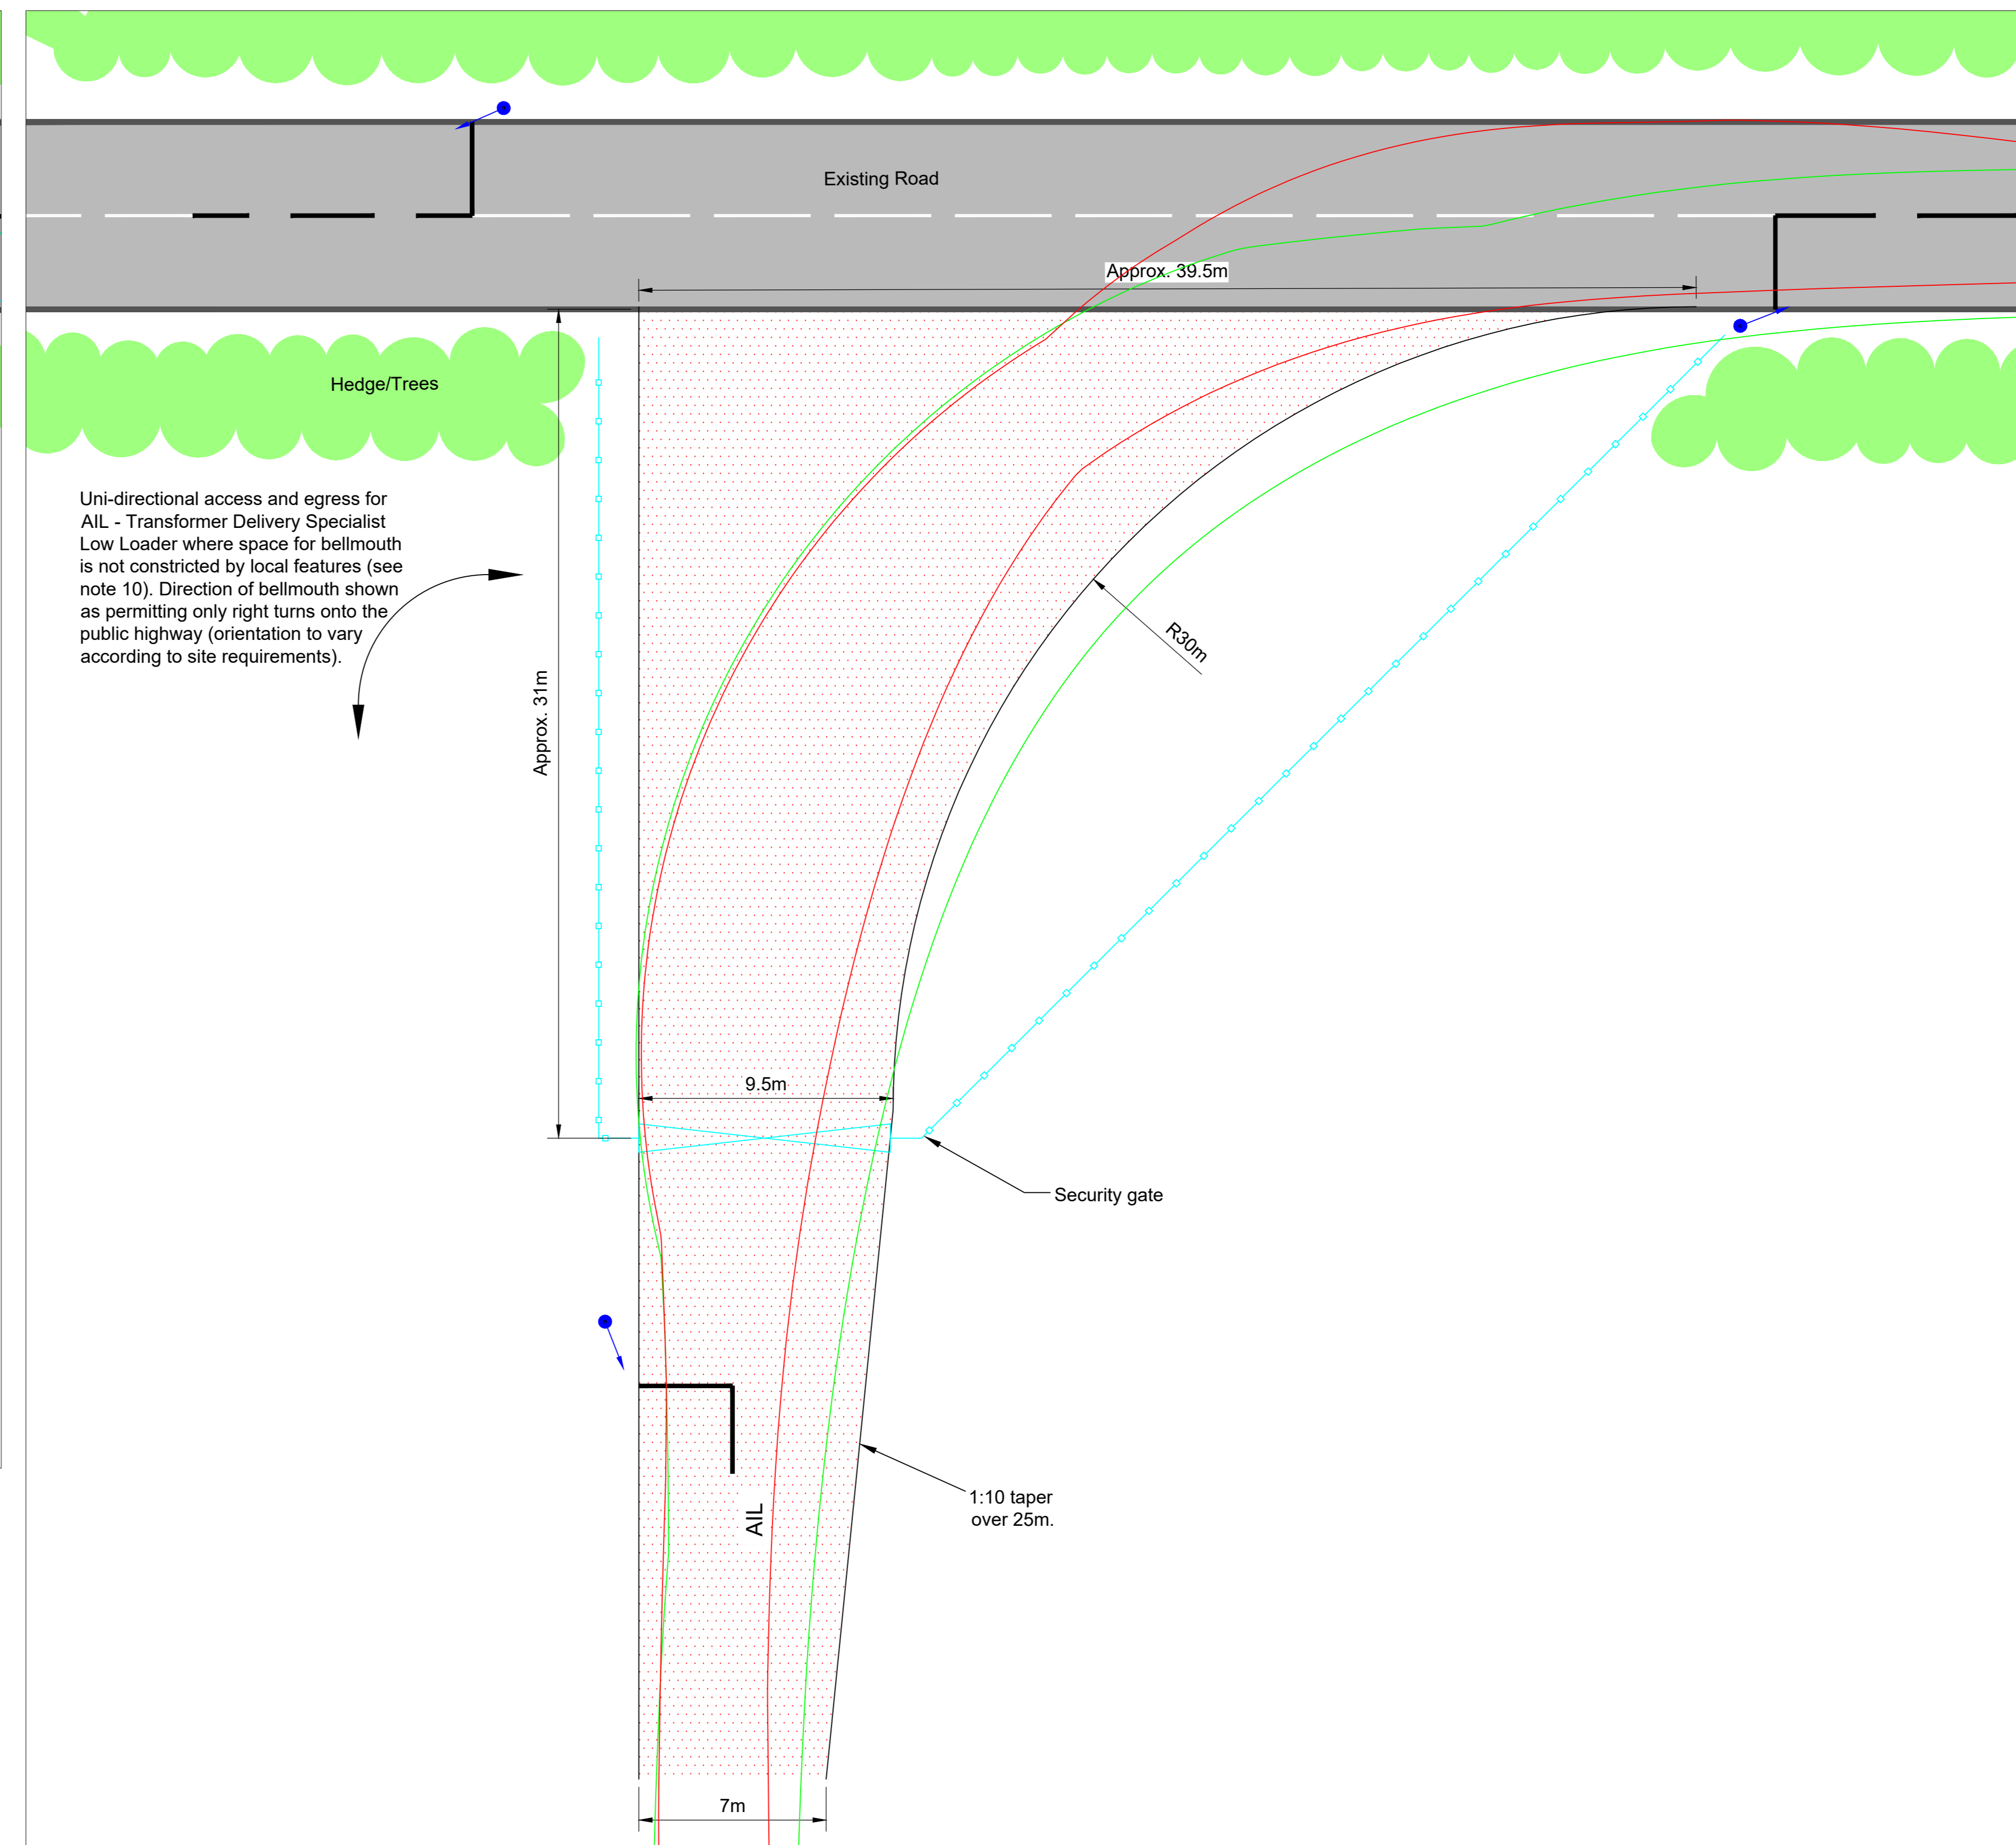 Existing Road
Approx. 39.5m
Hedge/Trees
Uni-directional access and egress for
AIL - Transformer Delivery Specialist
Low Loader where space for bellmouth
is not constricted by local features (see
note 10). Direction of bellmouth shown
as permitting only right turns onto the
public highway (orientation to vary
according to site requirements).
R30m
Approx. 31m
9.5m
Security gate
1:10 taper
over 25m.
AIL
7m